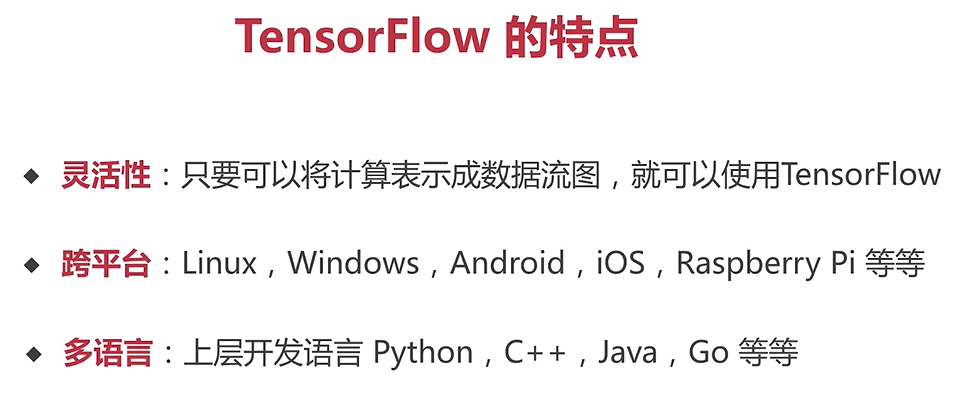 TensorFlow 的特点
◆ 灵活性：只要可以将计算表示成数据流图，就可以使用TensorFlow
◆ 跨平台：Linux，Windows，Android，iOS，Raspberry Pi 等等
◆ 多语言：上层开发语言 Python，C++，Java，Go 等等